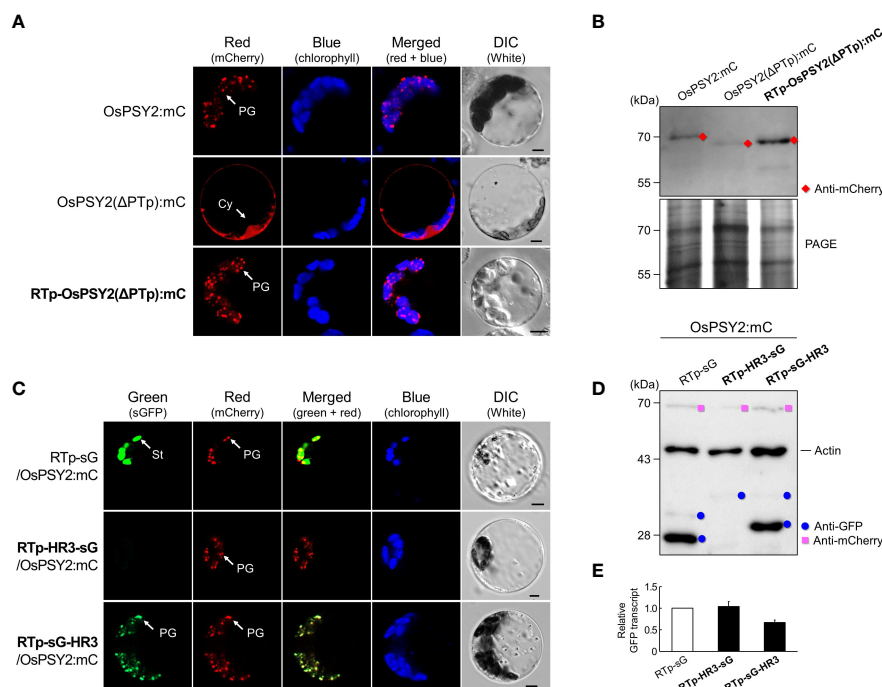 A
Red
(mCherry)
Blue
(chlorophyll)
Merged
(red + blue)
DIC
(White)
OsPSY2:mC
PG
OsPSY2(ΔPTp):mC
Cy
RTp-OsPSY2(ΔPTp):mC
PG
B
OsPSY2:mC
OsPSY2(ΔPTp):mC
RTp-OsPSY2(ΔPTp):mC
(kDa)
70
55
Anti-mCherry
70
55
PAGE
C
Green
(sGFP)
Red
(mCherry)
Merged
(green + red)
Blue
(chlorophyll)
DIC
(White)
RTp-sG
/OsPSY2:mC
St
PG
RTp-HR3-sG
/OsPSY2:mC
PG
RTp-sG-HR3
/OsPSY2:mC
PG
PG
D
OsPSY2:mC
RTp-sG
RTp-HR3-sG
RTp-sG-HR3
(kDa)
70
43
28
Actin
Anti-GFP
Anti-mCherry
E
Relative
GFP transcript
1.5
1.0
0.5
0
RTp-sG
RTp-HR3-sG
RTp-sG-HR3